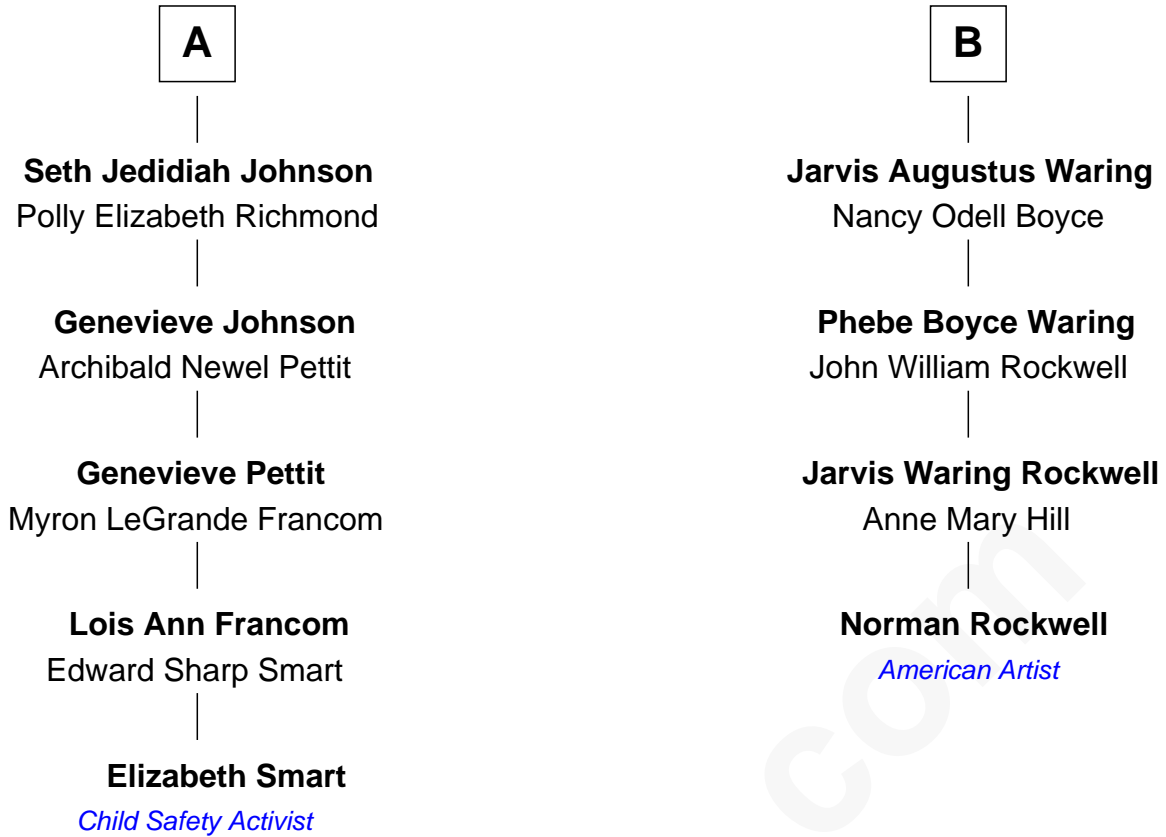 A
Seth Jedidiah Johnson
Polly Elizabeth Richmond
Genevieve Johnson
Archibald Newel Pettit
Genevieve Pettit
Myron LeGrande Francom
Lois Ann Francom
Edward Sharp Smart
Elizabeth Smart
Child Safety Activist
B
Jarvis Augustus Waring
Nancy Odell Boyce
Phebe Boyce Waring
John William Rockwell
Jarvis Waring Rockwell
Anne Mary Hill
Norman Rockwell
American Artist
com